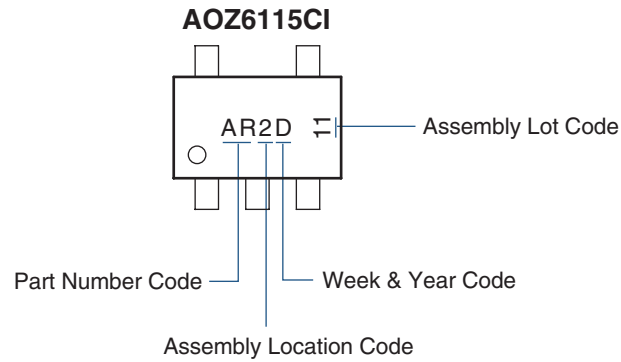 AOZ6115CI
AR2D 11
Assembly Lot Code
Part Number Code
Week & Year Code
Assembly Location Code